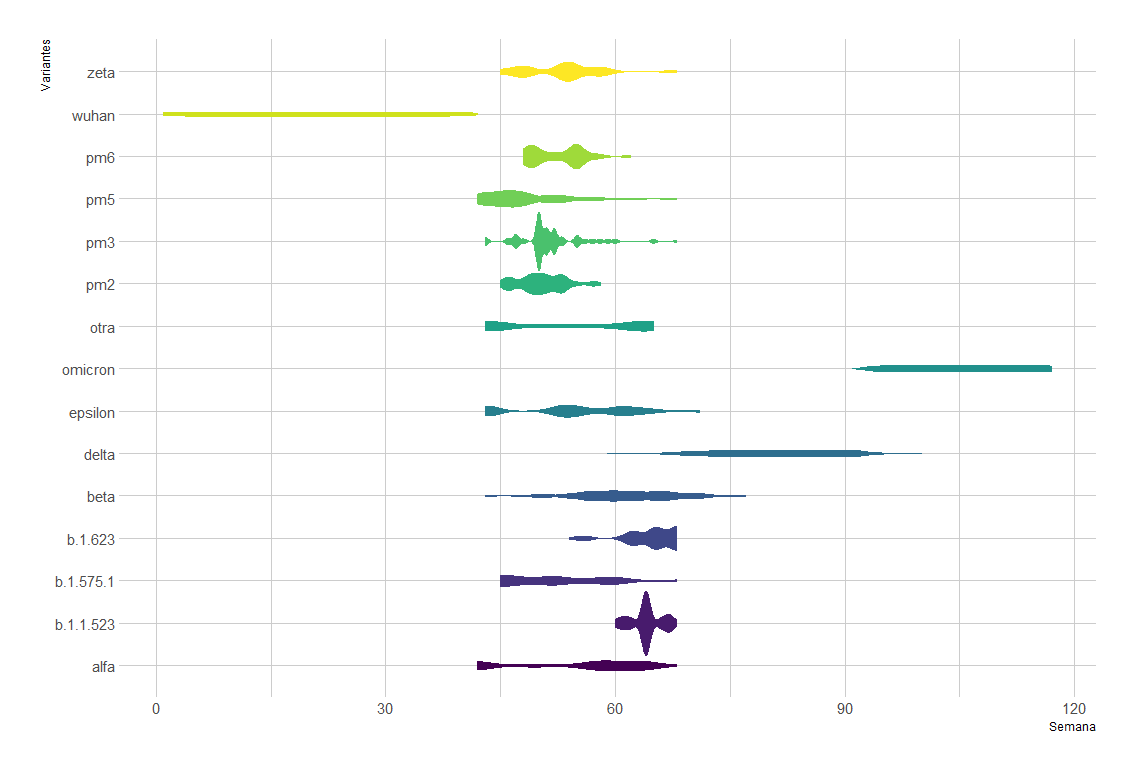 Variantes
zeta
wuhan
pm6
pm5
pm3
pm2
otra
omicron
epsilon
delta
beta
b.1.623
b.1.575.1
b.1.1.523
alfa
0 30 60 90 120
Semana